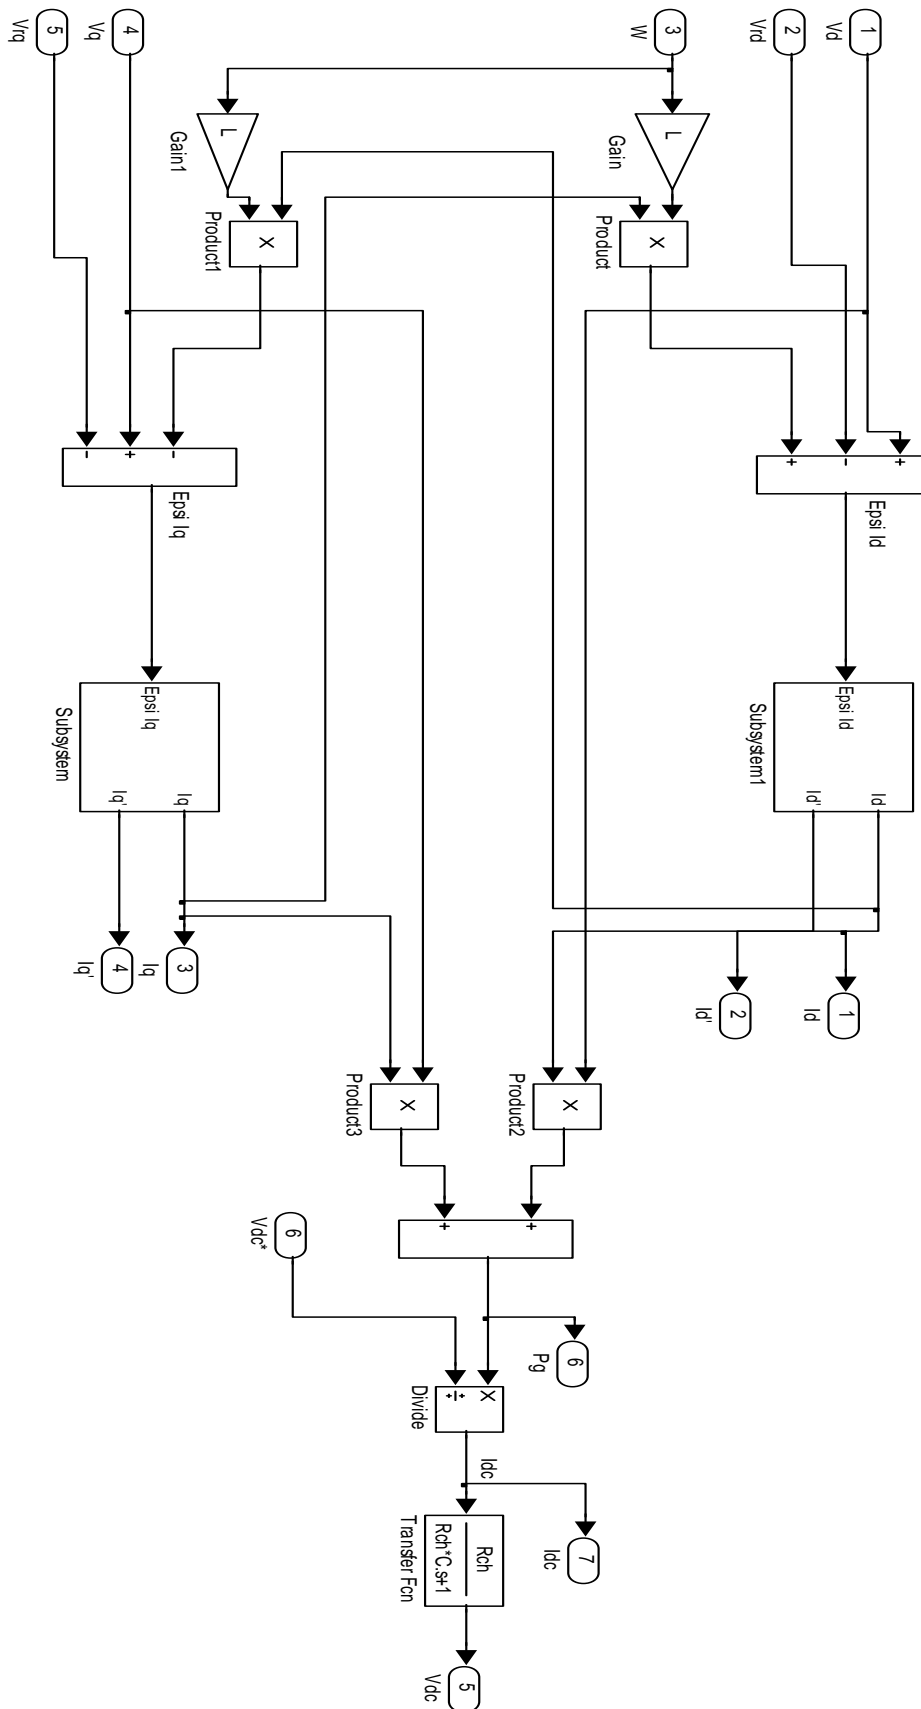 1
Vd
2
Vrd
3
W
4
Vq
5
Vrq
L
Gain
L
Gain1
X
Product
X
Product1
+
−
+
Epsi Id
−
+
−
Epsi Iq
Epsi Id
Id
Id'
Subsystem1
Epsi Iq
Iq
Iq'
Subsystem
1
Id
2
Id''
3
Iq
4
Iq'
X
Product2
X
Product3
+
+
6
Vdc*
6
Pg
X
÷
Divide
Idc
7
Idc
Rch
Rch*C.s+1
Transfer Fcn
5
Vdc